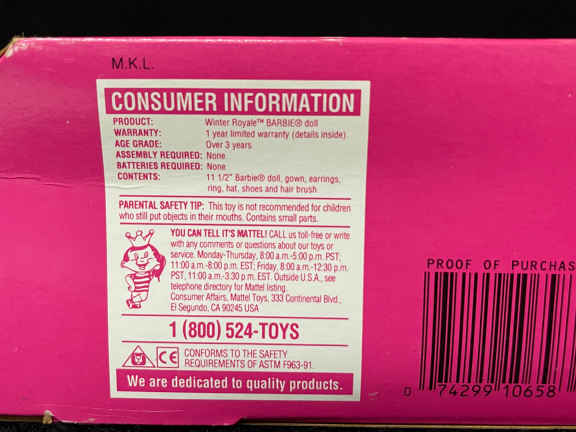 M.K.L.
CONSUMER INFORMATION
PRODUCT: Winter Royale™ BARBIE® doll
WARRANTY: 1 year limited warranty (details inside).
AGE GRADE: Over 3 years
ASSEMBLY REQUIRED: None
BATTERIES REQUIRED: None
CONTENTS: 11 1/2" Barbie® doll, gown, earrings,
ring, hat, shoes and hair brush
PARENTAL SAFETY TIP: This toy is not recommended for children
who still put objects in their mouths. Contains small parts.
YOU CAN TELL IT'S MATTEL! CALL us toll-free or write
with any comments or questions about our toys or
service. Monday-Thursday, 8:00 a.m.-5:00 p.m. PST;
11:00 a.m.-8:00 p.m. EST; Friday, 8:00 a.m.-12:30 p.m.
PST, 11:00 a.m.-3:30 p.m. EST. Outside U.S.A., see
telephone directory for Mattel listing.
Consumer Affairs, Mattel Toys, 333 Continental Blvd.,
El Segundo, CA 90245 USA
1 (800) 524-TOYS
CE CONFORMS TO THE SAFETY
REQUIREMENTS OF ASTM F963-91.
We are dedicated to quality products.
PROOF OF PURCHAS
0 74299 10658